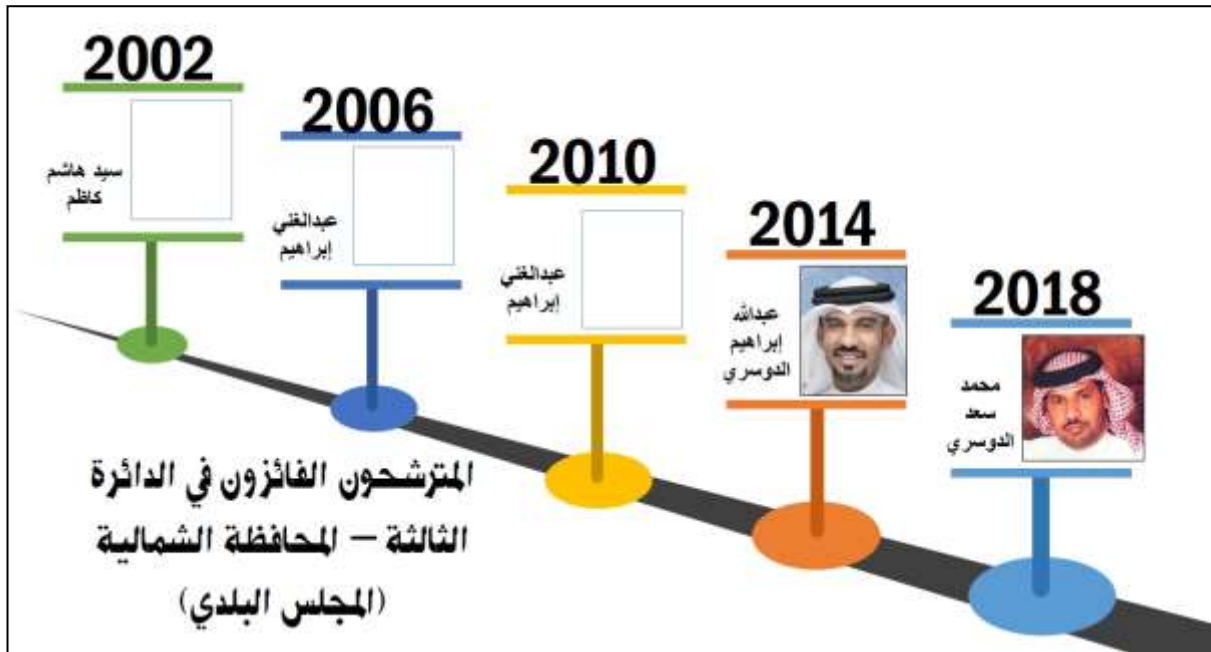 2002
سيد هاشم
كاظم
2006
عبدالغني
إبراهيم
2010
عبدالغني
إبراهيم
2014
عبدالله
إبراهيم
الدوسري
2018
محمد
سعد
الدوسري
المترشحون الفائزون في الدائرة
الثالثة – المحافظة الشمالية
(المجلس البلدي)